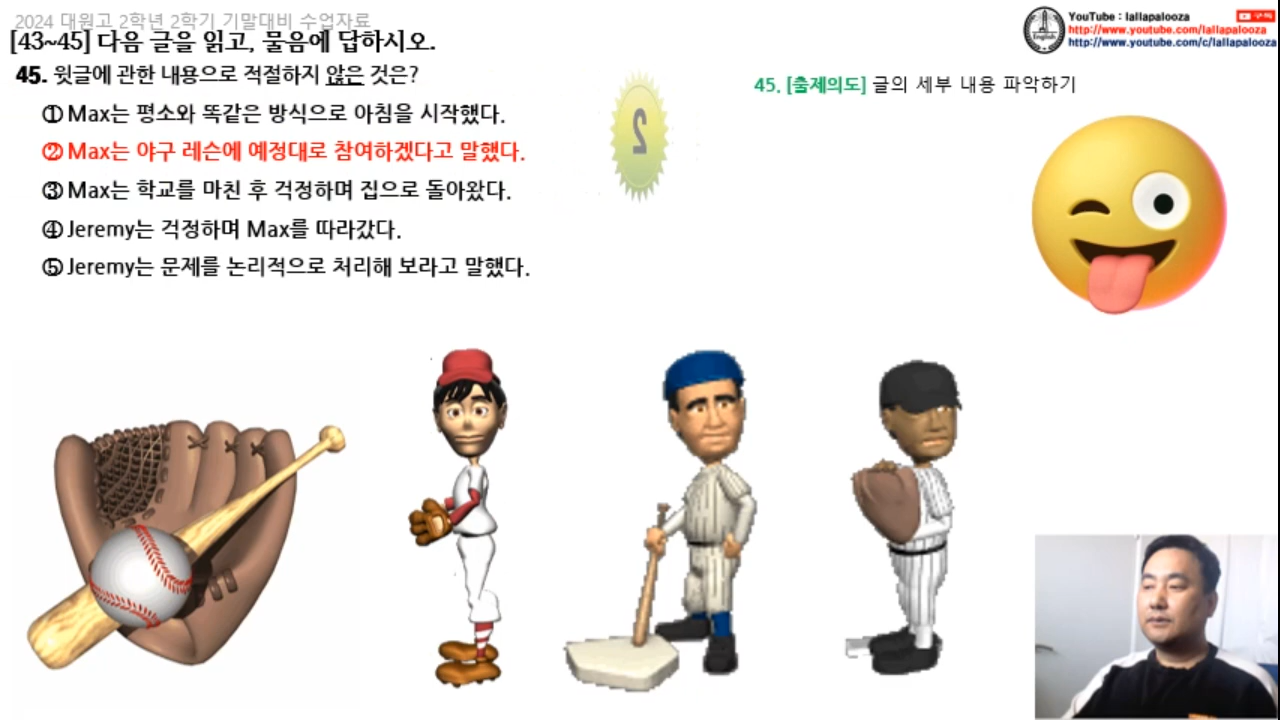 2024 대원고 2학년 2학기 기말대비 수업자료
[43~45] 다음 글을 읽고, 물음에 답하시오.
45. 윗글에 관한 내용으로 적절하지 않은 것은?
① Max는 평소와 똑같은 방식으로 아침을 시작했다.
② Max는 야구 레슨에 예정대로 참여하겠다고 말했다.
③ Max는 학교를 마친 후 걱정하며 집으로 돌아왔다.
④ Jeremy는 걱정하며 Max를 따라갔다.
⑤ Jeremy는 문제를 논리적으로 처리해 보라고 말했다.
2
45. [출제의도] 글의 세부 내용 파악하기
English
YouTube : lallapalooza
구독
http://www.youtube.com/lallapalooza
http://www.youtube.com/c/lallapalooza